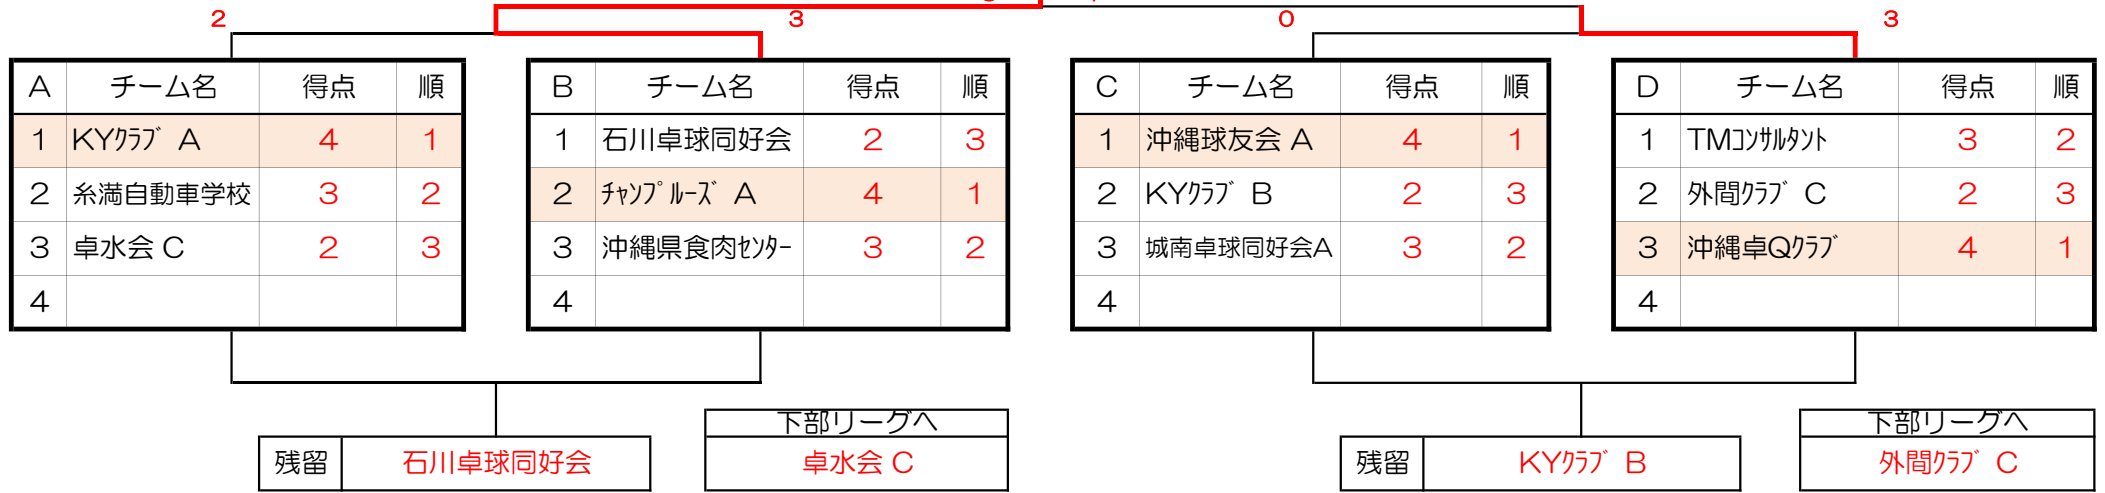 2 3 0 3
A チーム名 得点 順 B チーム名 得点 順 C チーム名 得点 順 D チーム名 得点 順
1 KYｸﾗﾌﾞ A 4 1 1 石川卓球同好会 2 3 1 沖縄球友会 A 4 1 1 TMｺﾝｻﾙﾀﾝﾄ 3 2
2 糸満自動車学校 3 2 2 ﾁｬﾝﾌﾟﾙｰｽﾞ A 4 1 2 KYｸﾗﾌﾞ B 2 3 2 外間ｸﾗﾌﾞ C 2 3
3 卓水会 C 2 3 3 沖縄県食肉ｾﾝﾀｰ 3 2 3 城南卓球同好会A 3 2 3 沖縄卓Qｸﾗﾌﾞ 4 1
4 4 4 4
下部リーグへ 下部リーグへ
残留 石川卓球同好会 卓水会 C 残留 KYｸﾗﾌﾞ B 外間ｸﾗﾌﾞ C